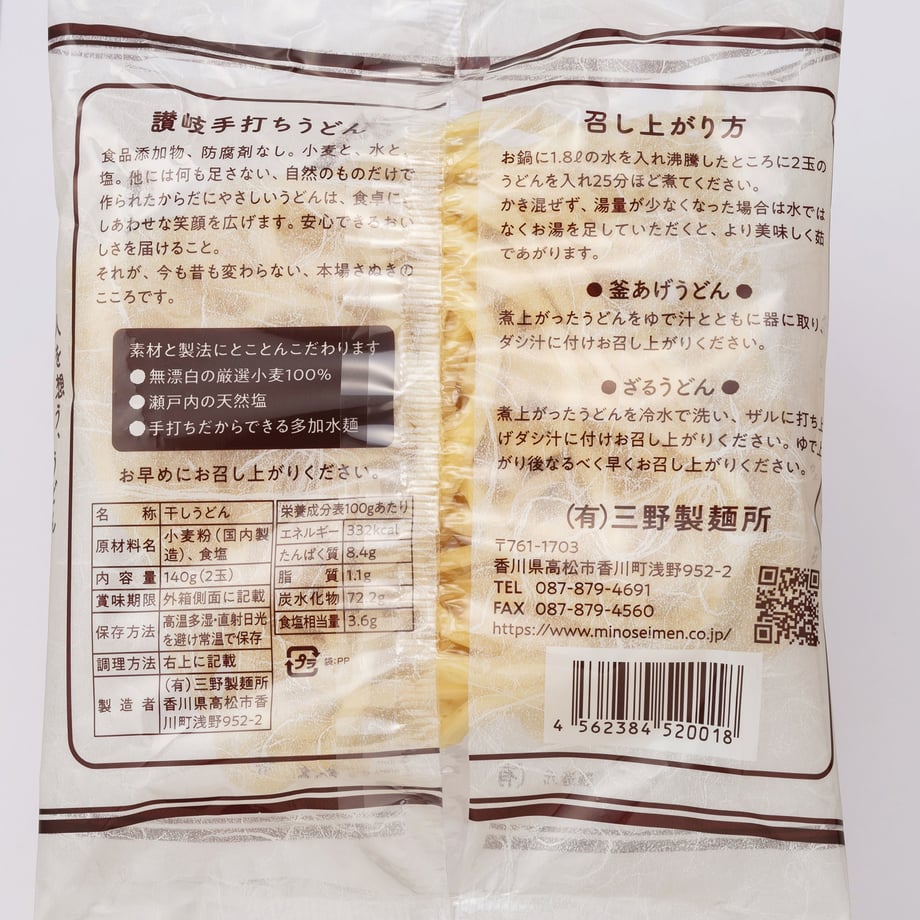 讃岐手打ちうどん
食品添加物、防腐剤なし。小麦と、水と、
塩。他には何も足さない、自然のものだけで
作られたからだにやさしいうどんは、食卓に
しあわせな笑顔を広げます。安心できるおい
しさを届けること。
それが、今も昔も変わらない、本場さぬきの
こころです。
素材と製法にとことんこだわります
●無漂白の厳選小麦100%
●瀬戸内の天然塩
●手打ちだからできる多加水麺
お早めにお召し上がりください。
名称 干しうどん
原材料名 小麦粉(国内製
造)、食塩
内容量 140g(2玉)
賞味期限 外箱側面に記載
保存方法 高温多湿・直射日光
を避け常温で保存
調理方法 右上に記載
製造者 (有)三野製麺所
香川県高松市香
川町浅野952-2
栄養成分表100gあたり
エネルギー 332kcal
たんぱく質 8.4g
脂質 1.1g
炭水化物 72.2g
食塩相当量 3.6g
プラ 袋:PP
召し上がり方
お鍋に1.8ℓの水を入れ沸騰したところに2玉の
うどんを入れ25分ほど煮てください。
かき混ぜず、湯量が少なくなった場合は水では
なくお湯を足していただくと、より美味しく茹
であがります。
●釜あげうどん●
煮上がったうどんをゆで汁とともに器に取り、
ダシ汁に付けお召し上がりください。
●ざるうどん●
煮上がったうどんを冷水で洗い、ザルに打ち上
げダシ汁に付けお召し上がりください。ゆで上
がり後なるべく早くお召し上がりください。
(有)三野製麺所
〒761-1703
香川県高松市香川町浅野952-2
TEL 087-879-4691
FAX 087-879-4560
https://www.minoseimen.co.jp/
4 562384 520018